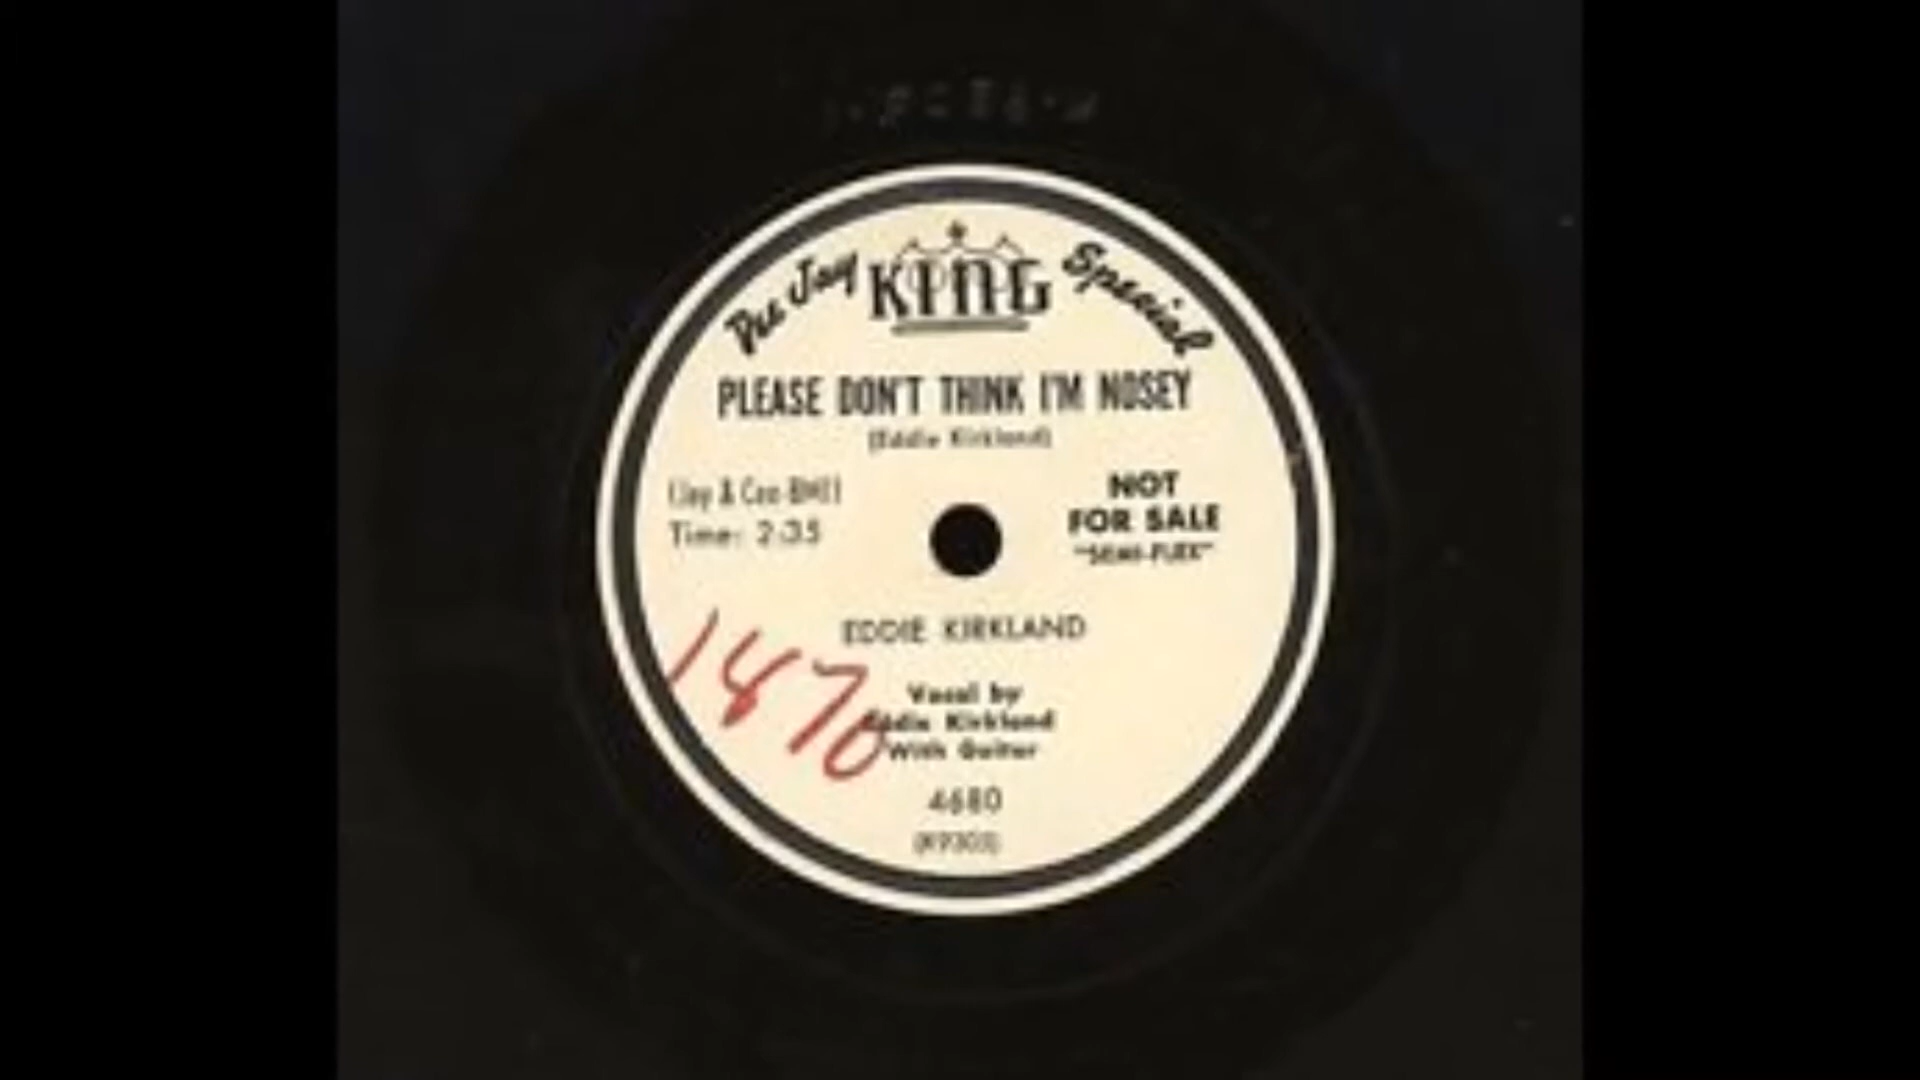 Dee Jay KING Special
PLEASE DON'T THINK I'M NOSEY
(Eddie Kirkland)
(Jay & Cee-BMI)
Time: 2:35
NOT
FOR SALE
"SEMI-FLEX"
EDDIE KIRKLAND
Vocal by
Eddie Kirkland
With Guitar
1870
4680
(K9303)